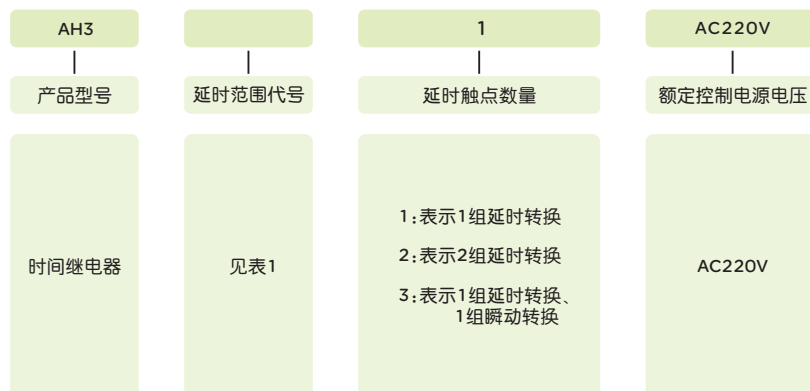 AH3 1 AC220V
产品型号 延时范围代号 延时触点数量 额定控制电源电压
时间继电器
见表1
1:表示1组延时转换
2:表示2组延时转换
3:表示1组延时转换、
1组瞬动转换
AC220V